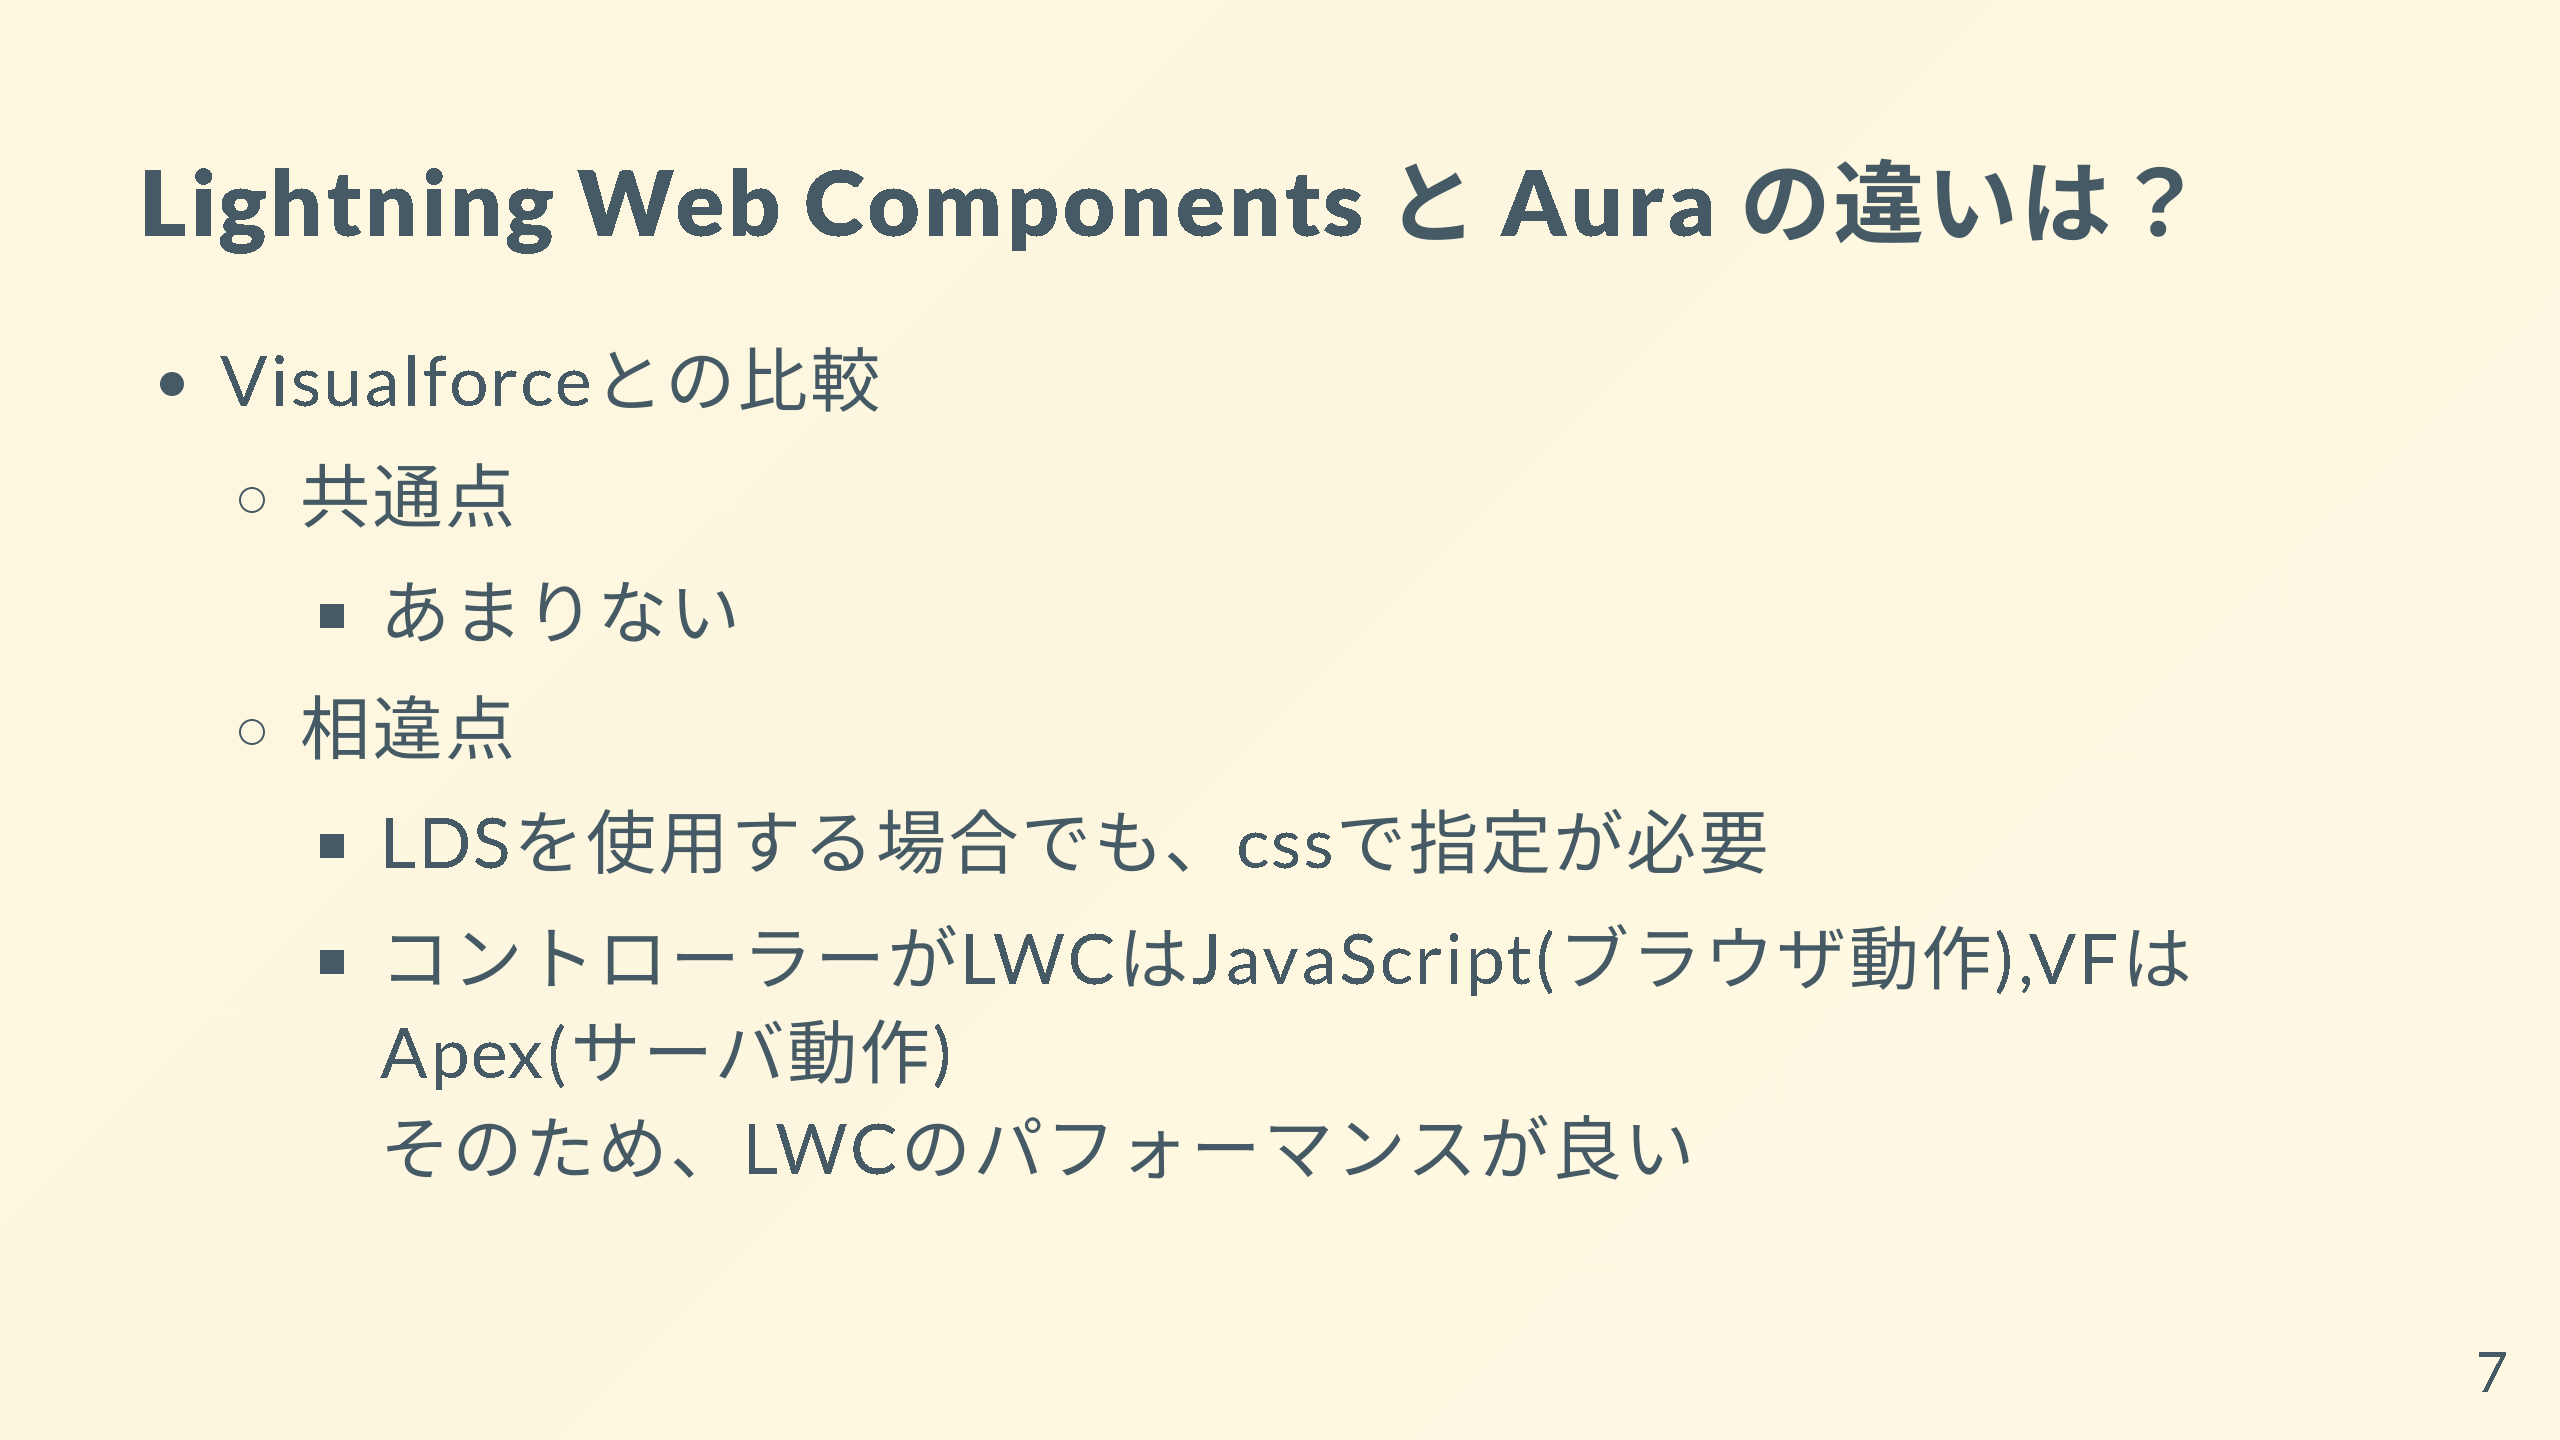 Lightning Web Components と Aura の違いは？
Visualforceとの比較
共通点
あまりない
相違点
LDSを使用する場合でも、cssで指定が必要
コントローラーがLWCはJavaScript(ブラウザ動作),VFは
Apex(サーバ動作)
そのため、LWCのパフォーマンスが良い
7